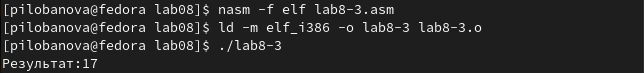 [pilobanova@fedora lab08]$ nasm -f elf lab8-3.asm
[pilobanova@fedora lab08]$ ld -m elf_i386 -o lab8-3 lab8-3.o
[pilobanova@fedora lab08]$ ./lab8-3
Результат:17